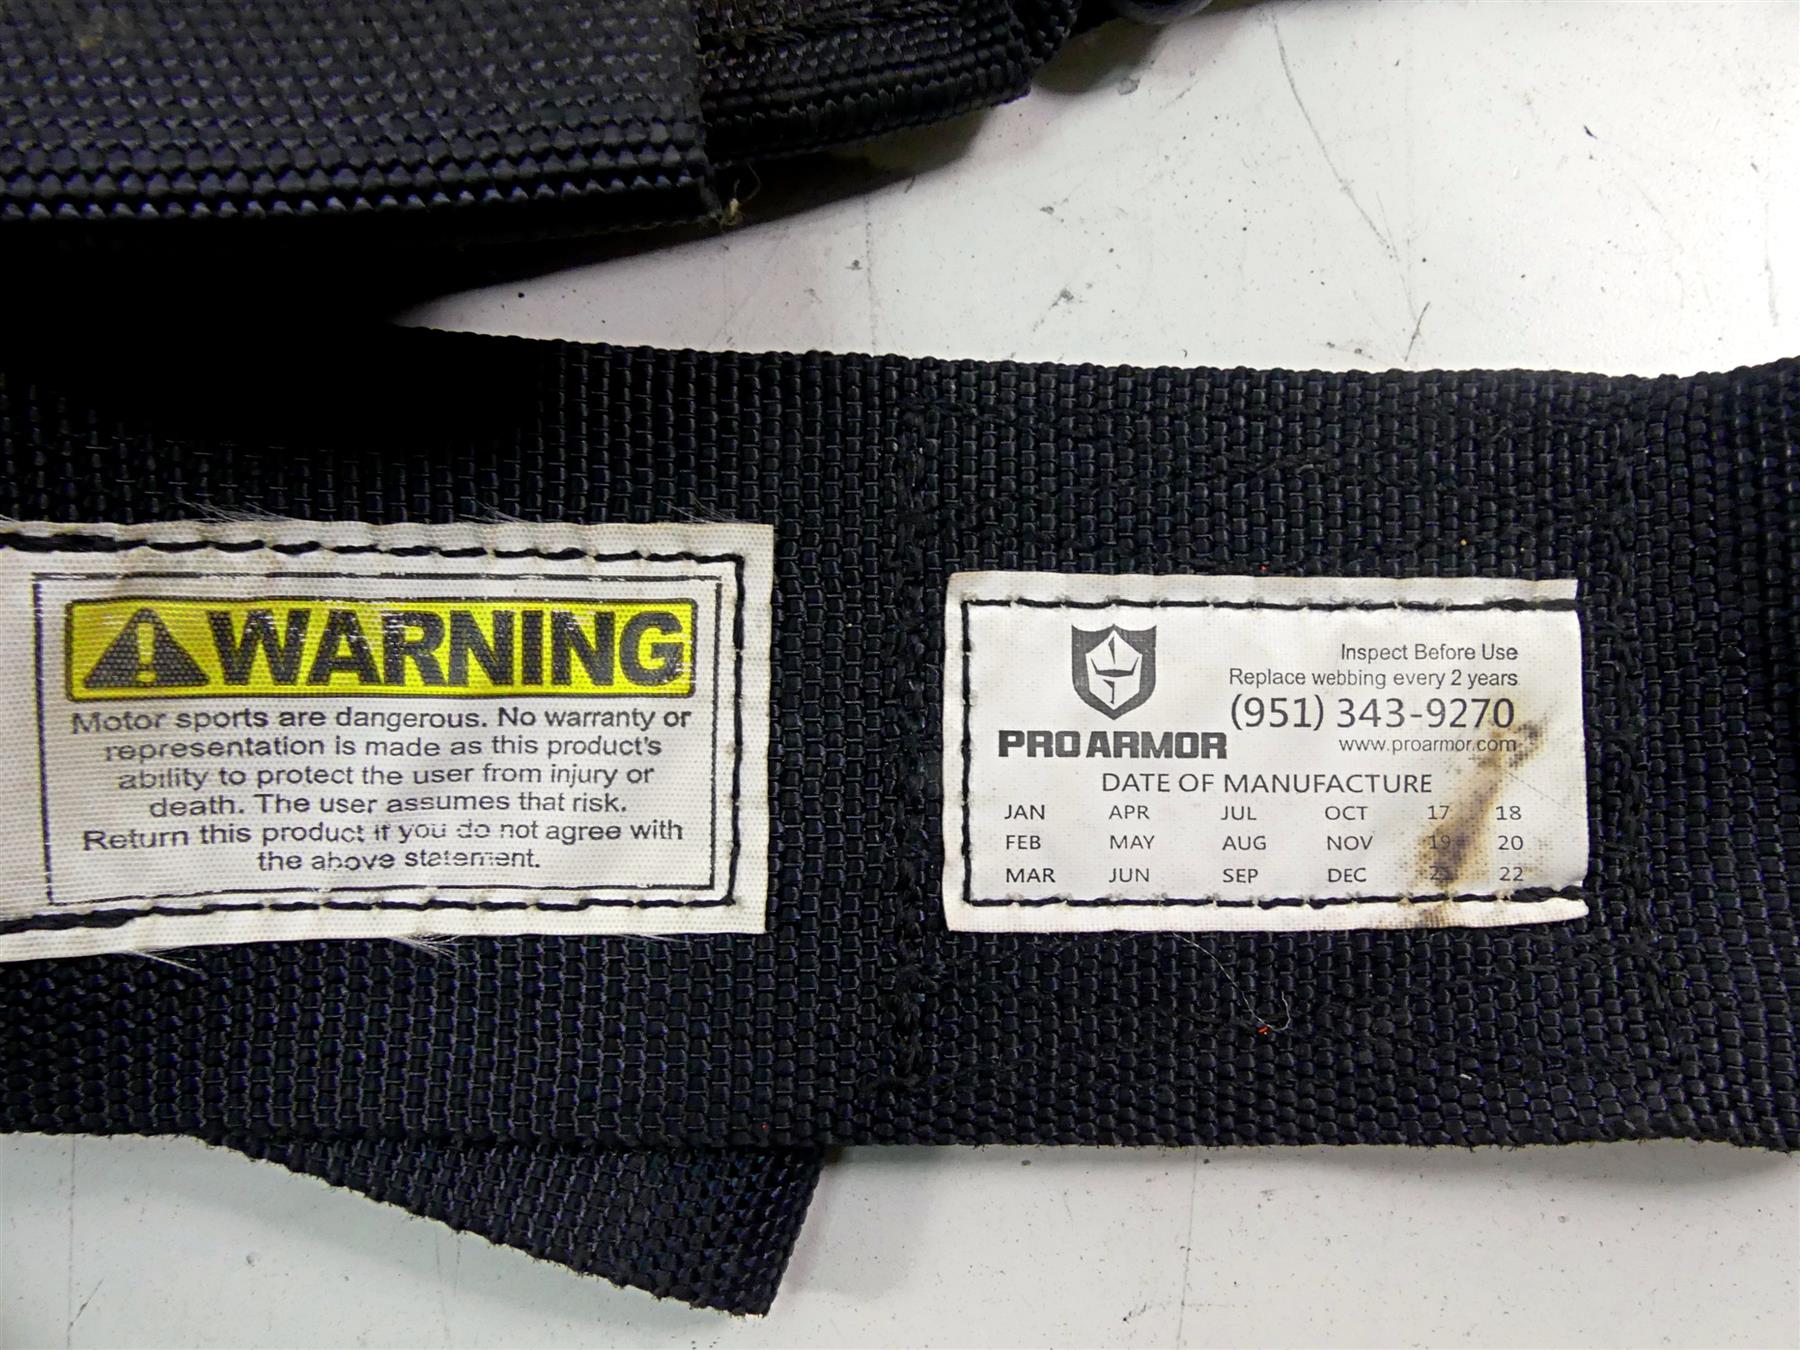 WARNING
Motor sports are dangerous. No warranty or
representation is made as this product's
ability to protect the user from injury or
death. The user assumes that risk.
Return this product if you do not agree with
the above statement.
Inspect Before Use
Replace webbing every 2 years
(951) 343-9270
www.proarmor.com
PRO ARMOR
DATE OF MANUFACTURE
JAN APR JUL OCT 17 18
FEB MAY AUG NOV 19 20
MAR JUN SEP DEC 22